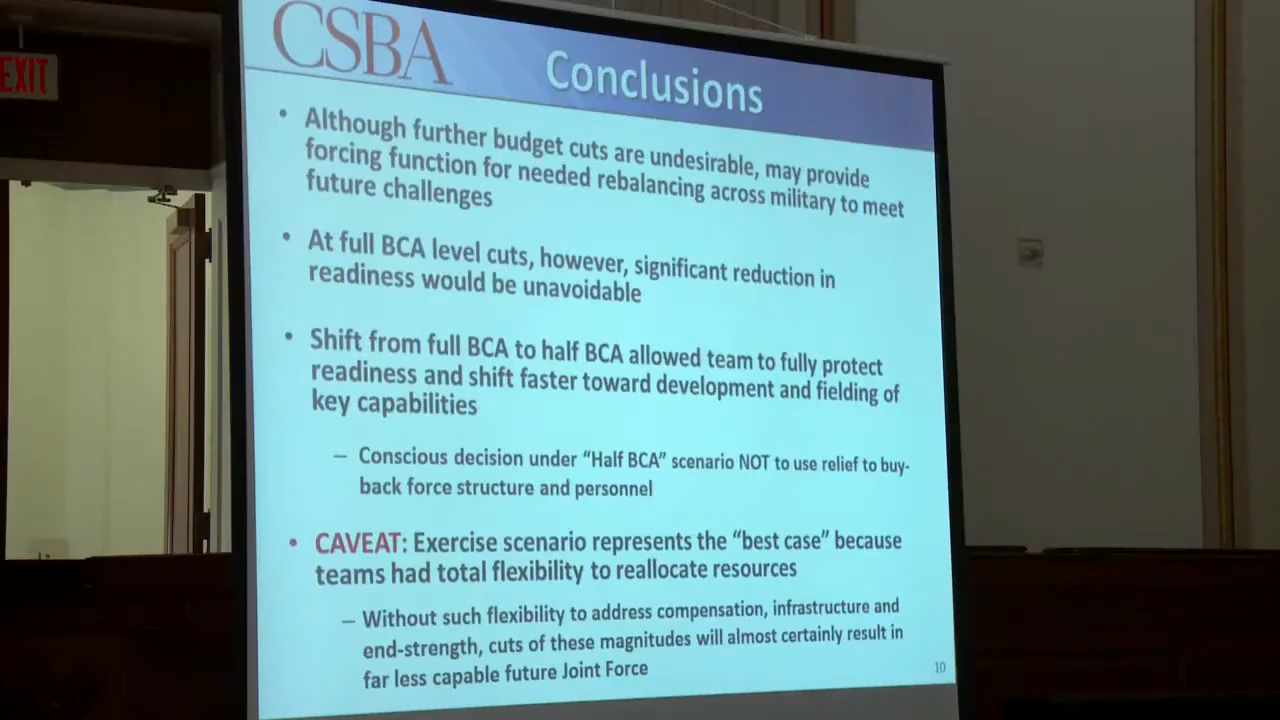 EXIT
CSBA
Conclusions
• Although further budget cuts are undesirable, may provide
forcing function for needed rebalancing across military to meet
future challenges
• At full BCA level cuts, however, significant reduction in
readiness would be unavoidable
• Shift from full BCA to half BCA allowed team to fully protect
readiness and shift faster toward development and fielding of
key capabilities
– Conscious decision under “Half BCA” scenario NOT to use relief to buy-
back force structure and personnel
• CAVEAT: Exercise scenario represents the “best case” because
teams had total flexibility to reallocate resources
– Without such flexibility to address compensation, infrastructure and
end-strength, cuts of these magnitudes will almost certainly result in
far less capable future Joint Force
10